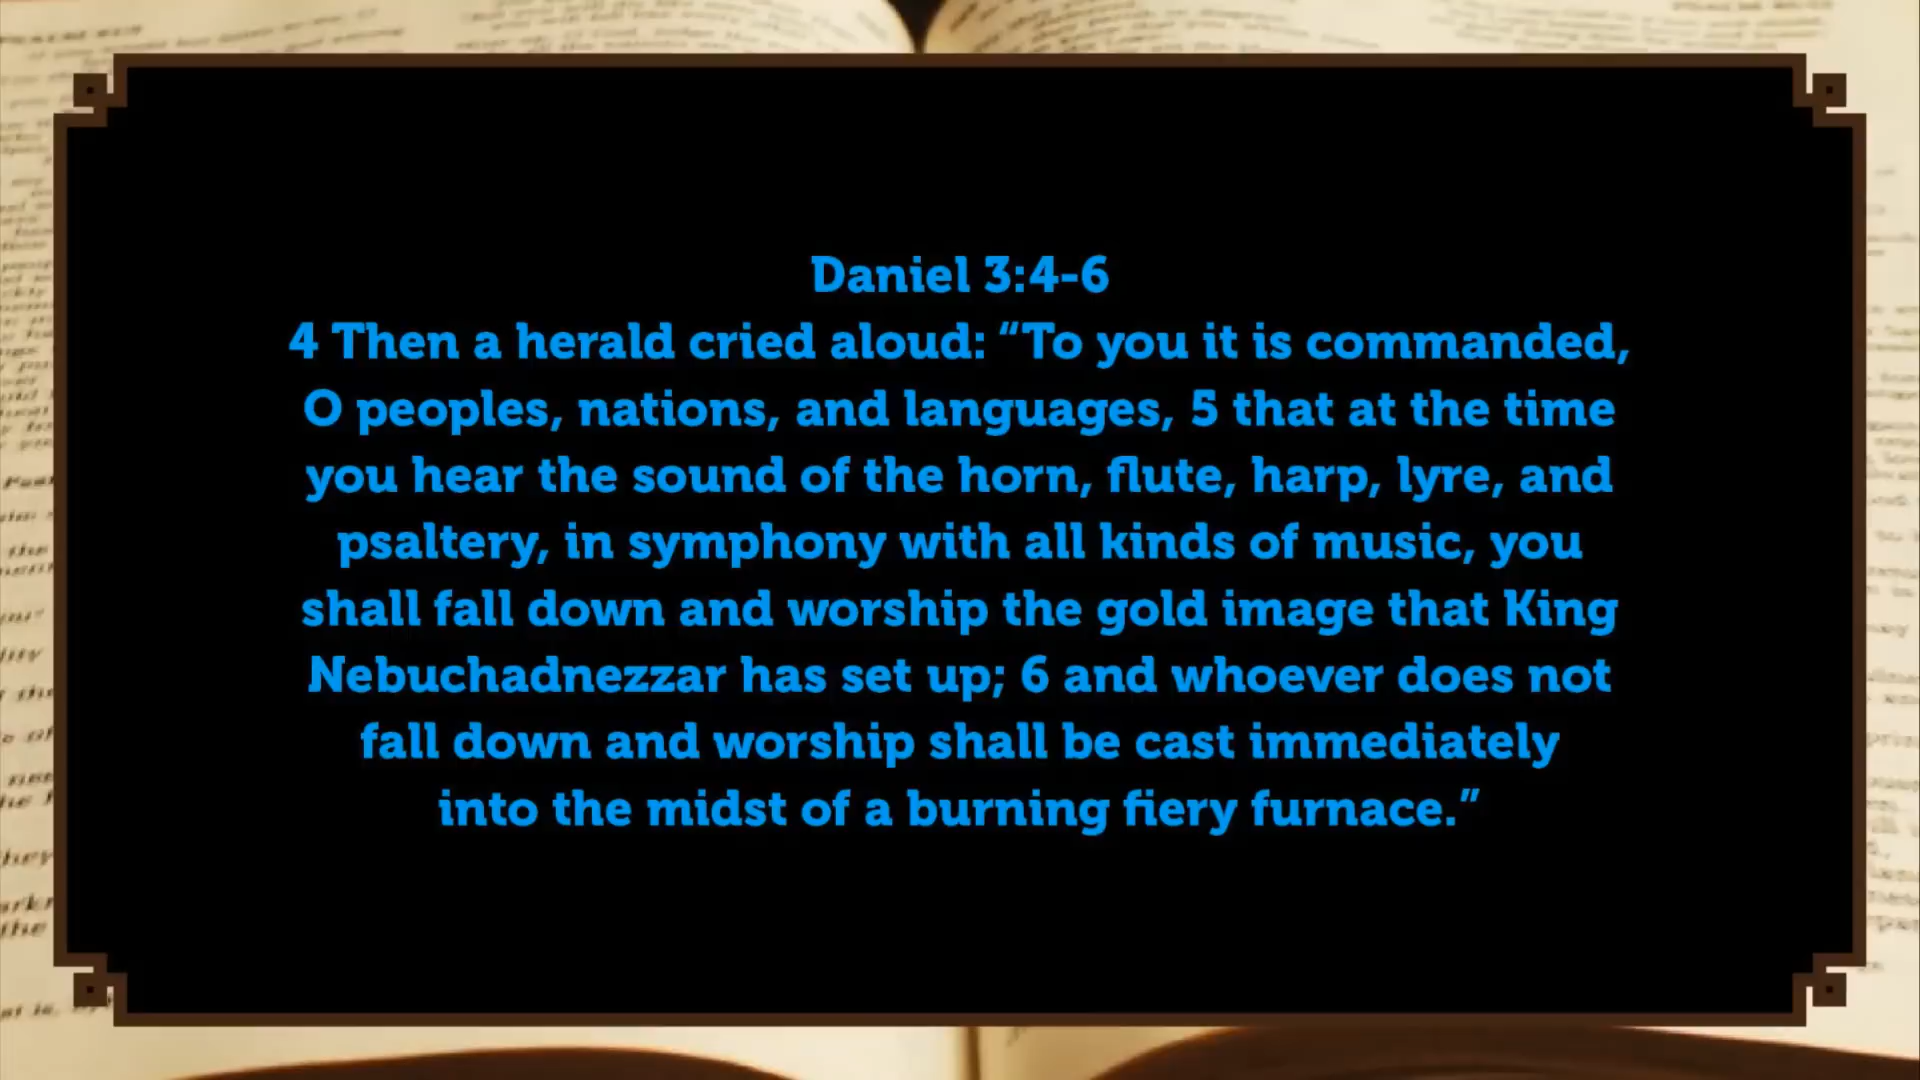 Daniel 3:4-6
4 Then a herald cried aloud: “To you it is commanded,
O peoples, nations, and languages, 5 that at the time
you hear the sound of the horn, flute, harp, lyre, and
psaltery, in symphony with all kinds of music, you
shall fall down and worship the gold image that King
Nebuchadnezzar has set up; 6 and whoever does not
fall down and worship shall be cast immediately
into the midst of a burning fiery furnace.”